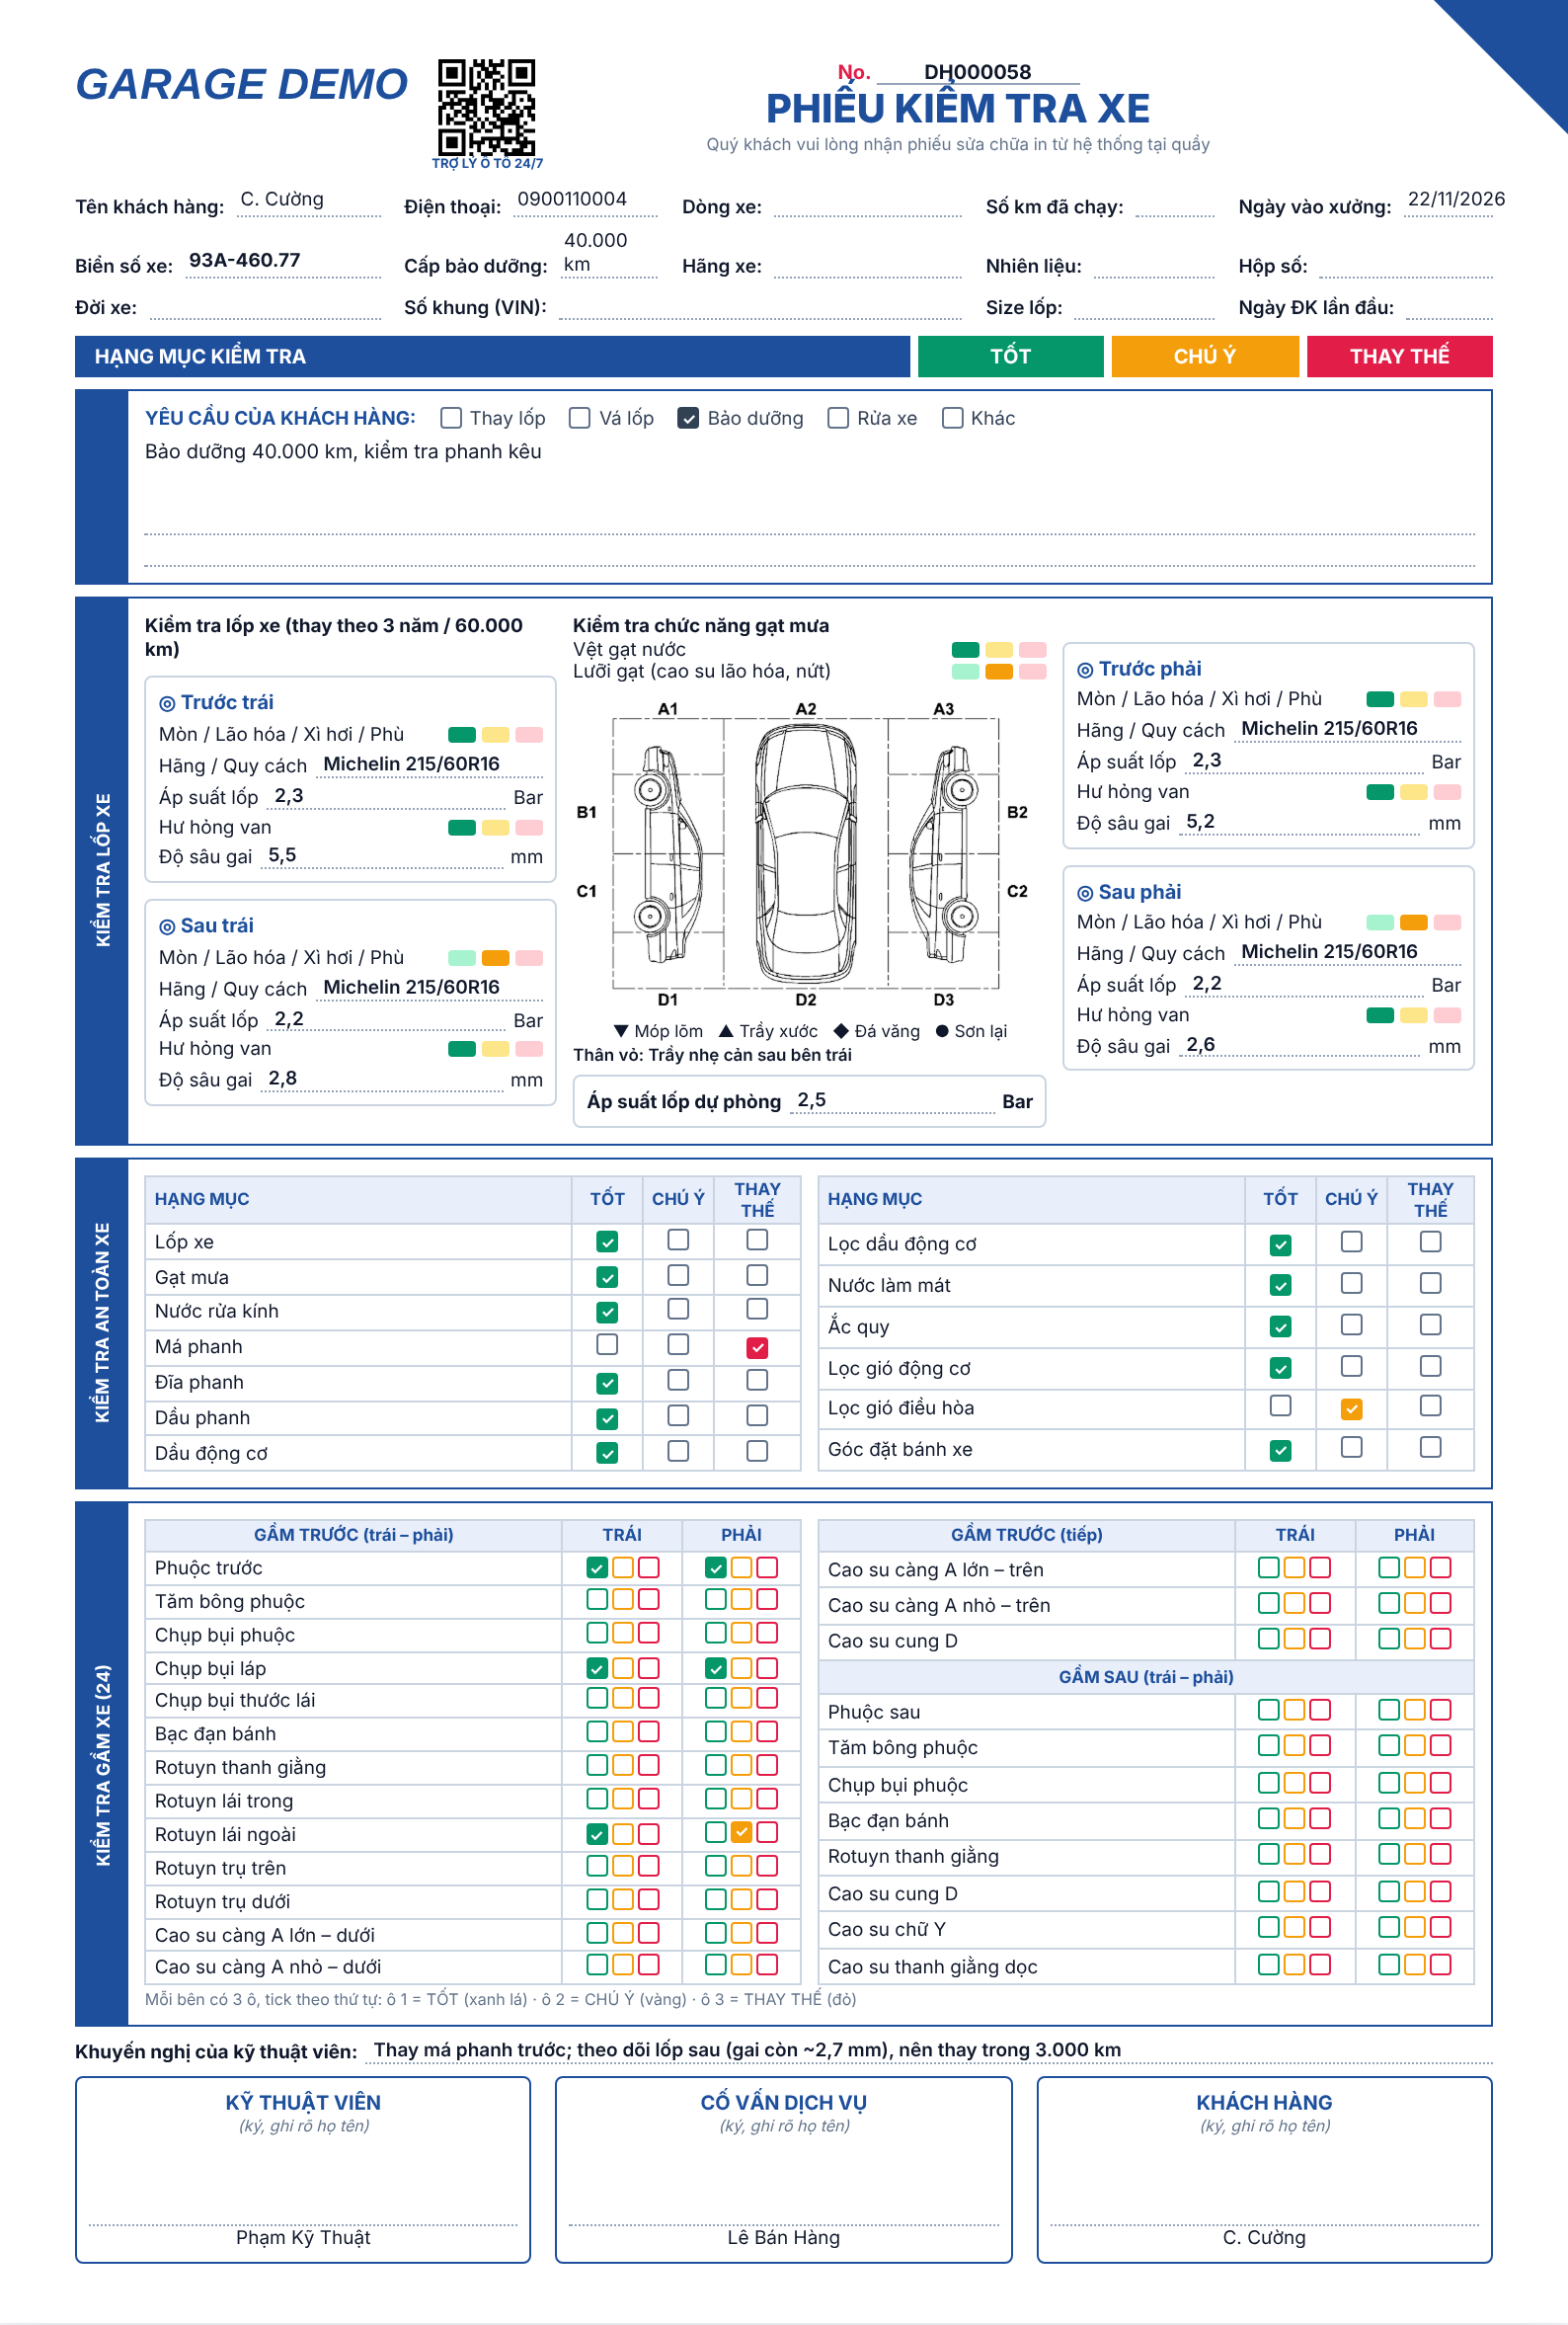 GARAGE DEMO
TRỢ LÝ Ô TÔ 24/7
No. DH000058
PHIẾU KIỂM TRA XE
Quý khách vui lòng nhận phiếu sửa chữa in từ hệ thống tại quầy
Tên khách hàng: C. Cường Điện thoại: 0900110004 Dòng xe: Số km đã chạy: Ngày vào xưởng: 22/11/2026
Biển số xe: 93A-460.77 Cấp bảo dưỡng: 40.000 km Hãng xe: Nhiên liệu: Hộp số:
Đời xe: Số khung (VIN): Size lốp: Ngày ĐK lần đầu:
HẠNG MỤC KIỂM TRA TỐT CHÚ Ý THAY THẾ
YÊU CẦU CỦA KHÁCH HÀNG: Thay lốp Vá lốp Bảo dưỡng Rửa xe Khác
Bảo dưỡng 40.000 km, kiểm tra phanh kêu
KIỂM TRA LỐP XE
Kiểm tra lốp xe (thay theo 3 năm / 60.000
km)
Trước trái
Mòn / Lão hóa / Xì hơi / Phù
Hãng / Quy cách Michelin 215/60R16
Áp suất lốp 2,3 Bar
Hư hỏng van
Độ sâu gai 5,5 mm
Sau trái
Mòn / Lão hóa / Xì hơi / Phù
Hãng / Quy cách Michelin 215/60R16
Áp suất lốp 2,2 Bar
Hư hỏng van
Độ sâu gai 2,8 mm
Kiểm tra chức năng gạt mưa
Vệt gạt nước
Lưỡi gạt (cao su lão hóa, nứt)
A1 A2 A3
B1 B2
C1 C2
D1 D2 D3
▼ Móp lõm ▲ Trầy xước ◆ Đá văng ● Sơn lại
Thân vỏ: Trầy nhẹ cản sau bên trái
Áp suất lốp dự phòng 2,5 Bar
Trước phải
Mòn / Lão hóa / Xì hơi / Phù
Hãng / Quy cách Michelin 215/60R16
Áp suất lốp 2,3 Bar
Hư hỏng van
Độ sâu gai 5,2 mm
Sau phải
Mòn / Lão hóa / Xì hơi / Phù
Hãng / Quy cách Michelin 215/60R16
Áp suất lốp 2,2 Bar
Hư hỏng van
Độ sâu gai 2,6 mm
KIỂM TRA AN TOÀN XE
HẠNG MỤC TỐT CHÚ Ý THAY THẾ
Lốp xe
Gạt mưa
Nước rửa kính
Má phanh
Đĩa phanh
Dầu phanh
Dầu động cơ
HẠNG MỤC TỐT CHÚ Ý THAY THẾ
Lọc dầu động cơ
Nước làm mát
Ắc quy
Lọc gió động cơ
Lọc gió điều hòa
Góc đặt bánh xe
KIỂM TRA GẦM XE (24)
GẦM TRƯỚC (trái – phải) TRÁI PHẢI
Phuộc trước
Tăm bông phuộc
Chụp bụi phuộc
Chụp bụi láp
Chụp bụi thước lái
Bạc đạn bánh
Rotuyn thanh giằng
Rotuyn lái trong
Rotuyn lái ngoài
Rotuyn trụ trên
Rotuyn trụ dưới
Cao su càng A lớn – dưới
Cao su càng A nhỏ – dưới
GẦM TRƯỚC (tiếp) TRÁI PHẢI
Cao su càng A lớn – trên
Cao su càng A nhỏ – trên
Cao su cung D
GẦM SAU (trái – phải)
Phuộc sau
Tăm bông phuộc
Chụp bụi phuộc
Bạc đạn bánh
Rotuyn thanh giằng
Cao su cung D
Cao su chữ Y
Cao su thanh giằng dọc
Mỗi bên có 3 ô, tick theo thứ tự: ô 1 = TỐT (xanh lá) · ô 2 = CHÚ Ý (vàng) · ô 3 = THAY THẾ (đỏ)
Khuyến nghị của kỹ thuật viên: Thay má phanh trước; theo dõi lốp sau (gai còn ~2,7 mm), nên thay trong 3.000 km
KỸ THUẬT VIÊN
(ký, ghi rõ họ tên)
Phạm Kỹ Thuật
CỐ VẤN DỊCH VỤ
(ký, ghi rõ họ tên)
Lê Bán Hàng
KHÁCH HÀNG
(ký, ghi rõ họ tên)
C. Cường